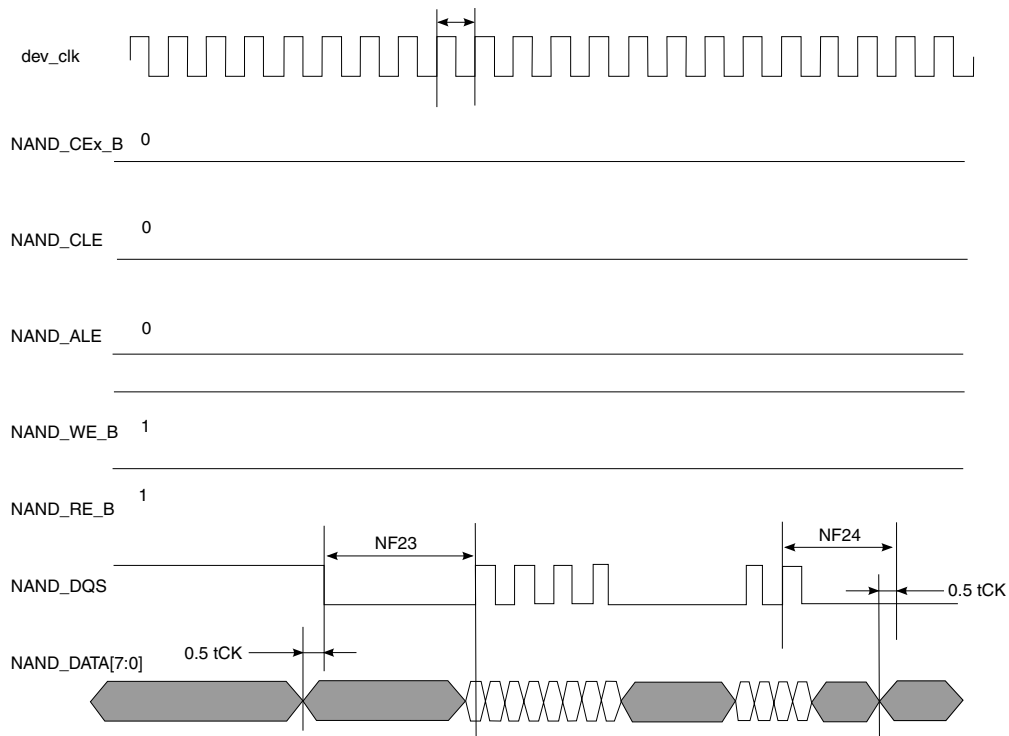 dev_clk
NAND_CEx_B 0
NAND_CLE 0
NAND_ALE 0
NAND_WE_B 1
NAND_RE_B 1
NF23
NF24
NAND_DQS
0.5 tCK
NAND_DATA[7:0]
0.5 tCK